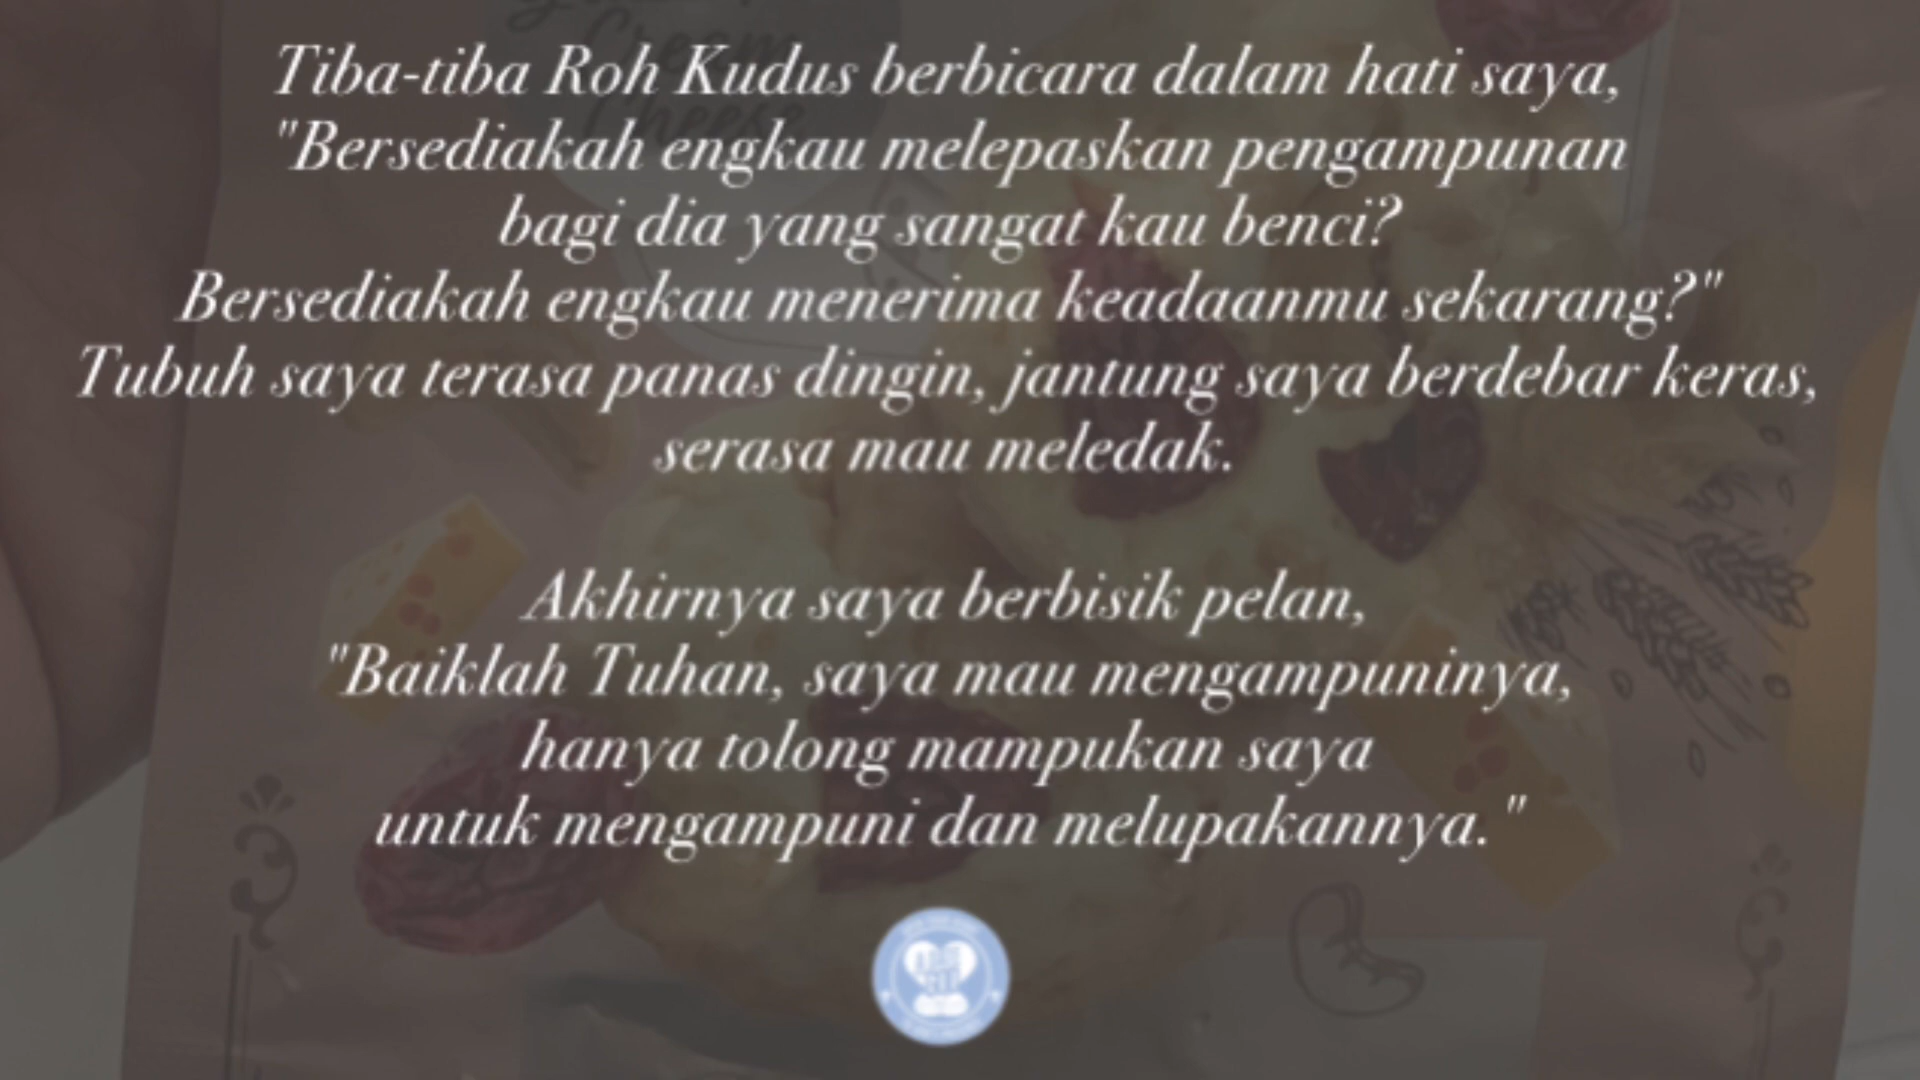 Cream
Cheese
Tiba-tiba Roh Kudus berbicara dalam hati saya,
"Bersediakah engkau melepaskan pengampunan
bagi dia yang sangat kau benci?
Bersediakah engkau menerima keadaanmu sekarang?"
Tubuh saya terasa panas dingin, jantung saya berdebar keras,
serasa mau meledak.
Akhirnya saya berbisik pelan,
"Baiklah Tuhan, saya mau mengampuninya,
hanya tolong mampukan saya
untuk mengampuni dan melupakannya."